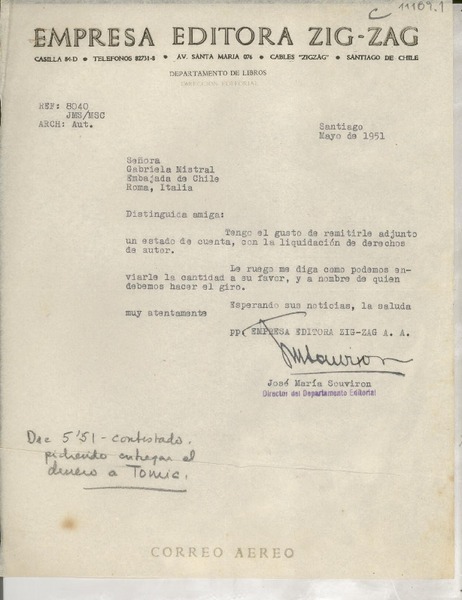 C 11109.1
EMPRESA EDITORA ZIG-ZAG
CASILLA 84-D • TELEFONOS 82731-8 • AV. SANTA MARIA 076 • CABLES "ZIGZAG" • SANTIAGO DE CHILE
DEPARTAMENTO DE LIBROS
REF: 8040
JMS/MSC
ARCH: Aut.
Santiago
Mayo de 1951
Señora
Gabriela Mistral
Embajada de Chile
Roma, Italia
Distinguica amiga:
Tengo el gusto de remitirle adjunto
un estado de cuenta, con la liquidación de derechos
de autor.
Le ruego me diga como podemos en-
viarle la cantidad a su favor, y a nombre de quien
debemos hacer el giro.
Esperando sus noticias, la saluda
muy atentamente
pp. EMPRESA EDITORA ZIG-ZAG A. A.
José María Souviron
Director del Departamento Editorial
Dec 5'51 - contestado.
pidiendo entregar el
dinero a Tomic.
CORREO AEREO